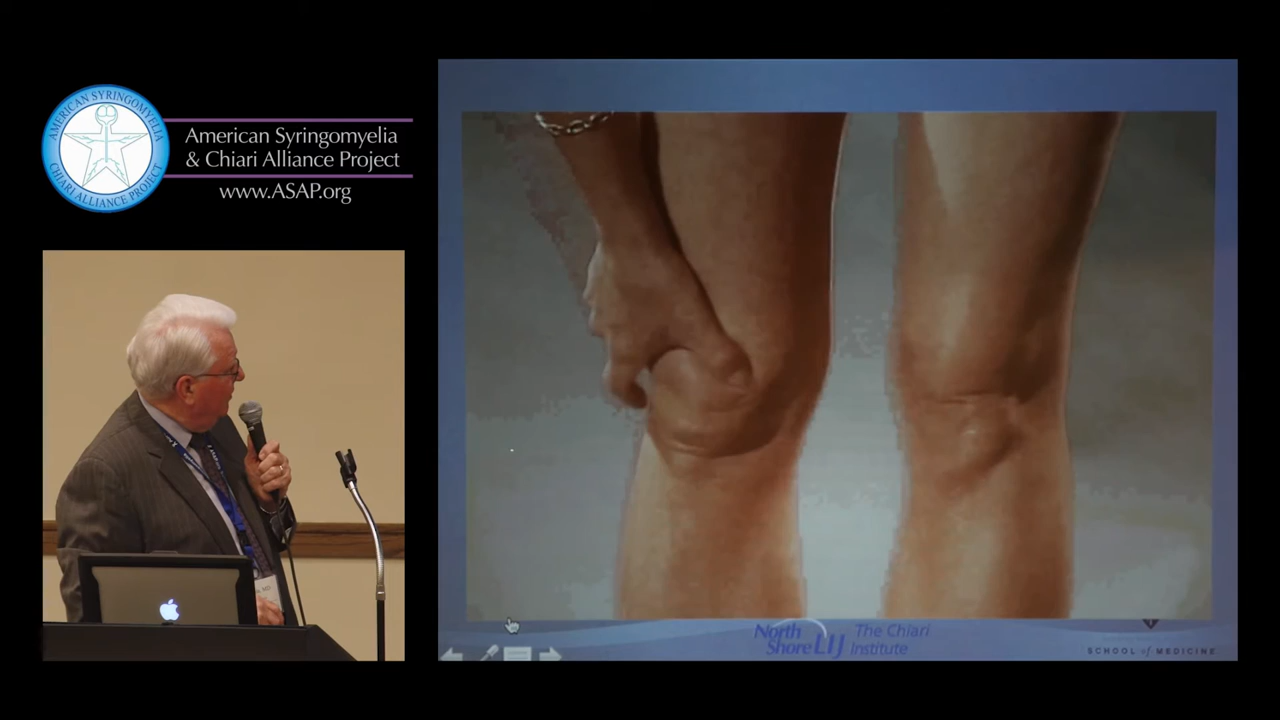 AMERICAN SYRINGOMYELIA
CHIARI ALLIANCE PROJECT
American Syringomyelia
& Chiari Alliance Project
www.ASAP.org
North
Shore LIJ
The Chiari
Institute
SCHOOL of MEDICINE